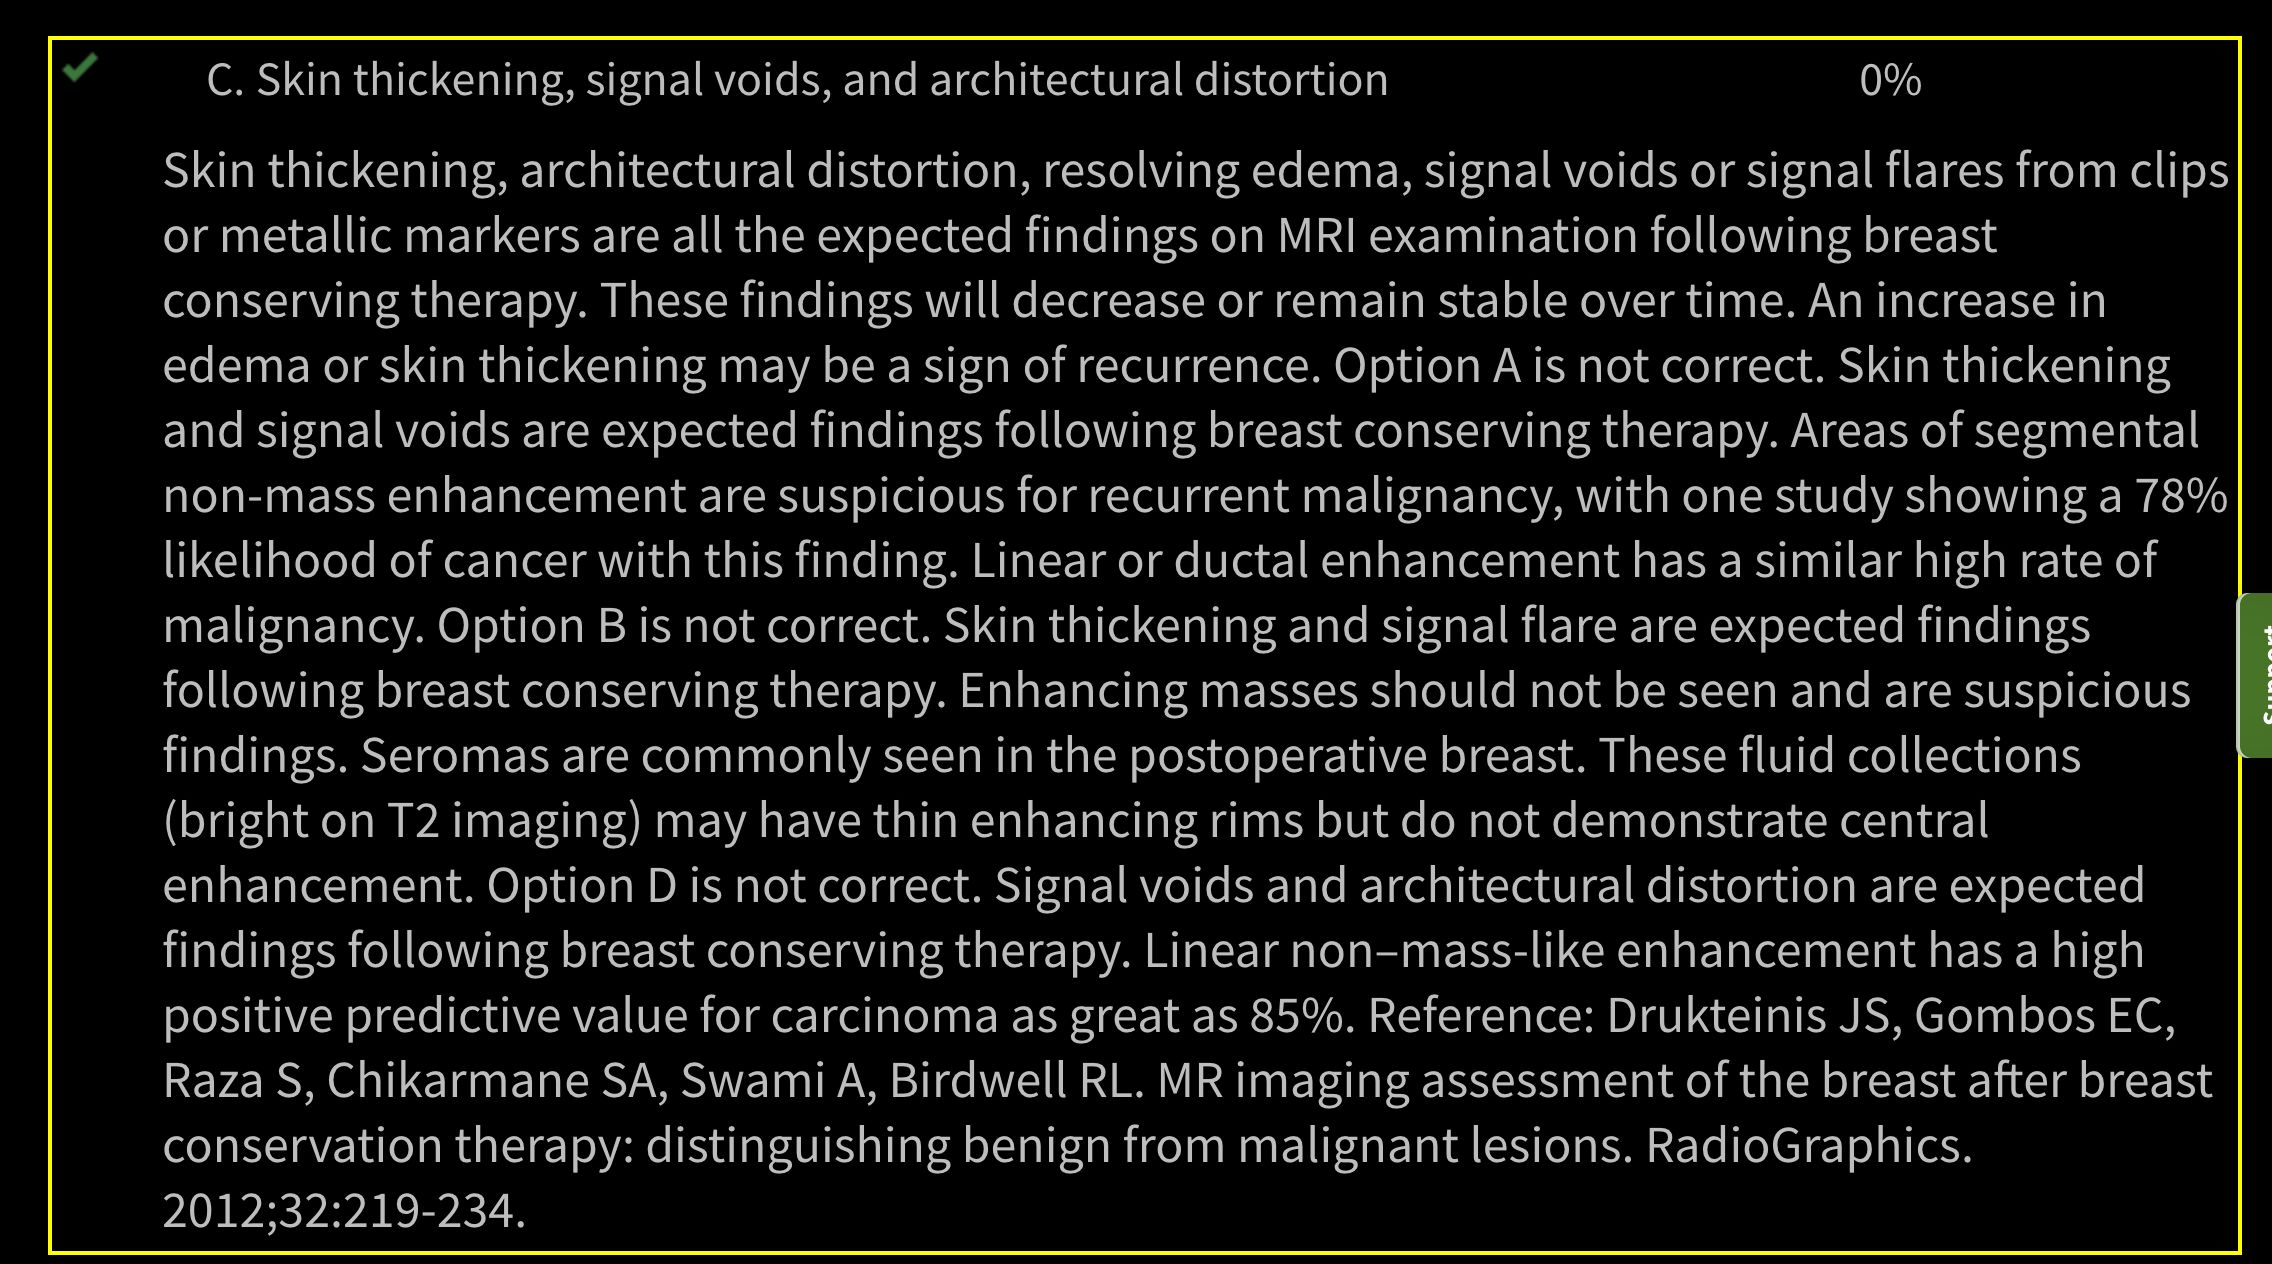 C. Skin thickening, signal voids, and architectural distortion 0%
Skin thickening, architectural distortion, resolving edema, signal voids or signal flares from clips
or metallic markers are all the expected findings on MRI examination following breast
conserving therapy. These findings will decrease or remain stable over time. An increase in
edema or skin thickening may be a sign of recurrence. Option A is not correct. Skin thickening
and signal voids are expected findings following breast conserving therapy. Areas of segmental
non-mass enhancement are suspicious for recurrent malignancy, with one study showing a 78%
likelihood of cancer with this finding. Linear or ductal enhancement has a similar high rate of
malignancy. Option B is not correct. Skin thickening and signal flare are expected findings
following breast conserving therapy. Enhancing masses should not be seen and are suspicious
findings. Seromas are commonly seen in the postoperative breast. These fluid collections
(bright on T2 imaging) may have thin enhancing rims but do not demonstrate central
enhancement. Option D is not correct. Signal voids and architectural distortion are expected
findings following breast conserving therapy. Linear non–mass-like enhancement has a high
positive predictive value for carcinoma as great as 85%. Reference: Drukteinis JS, Gombos EC,
Raza S, Chikarmane SA, Swami A, Birdwell RL. MR imaging assessment of the breast after breast
conservation therapy: distinguishing benign from malignant lesions. RadioGraphics.
2012;32:219-234.
Support